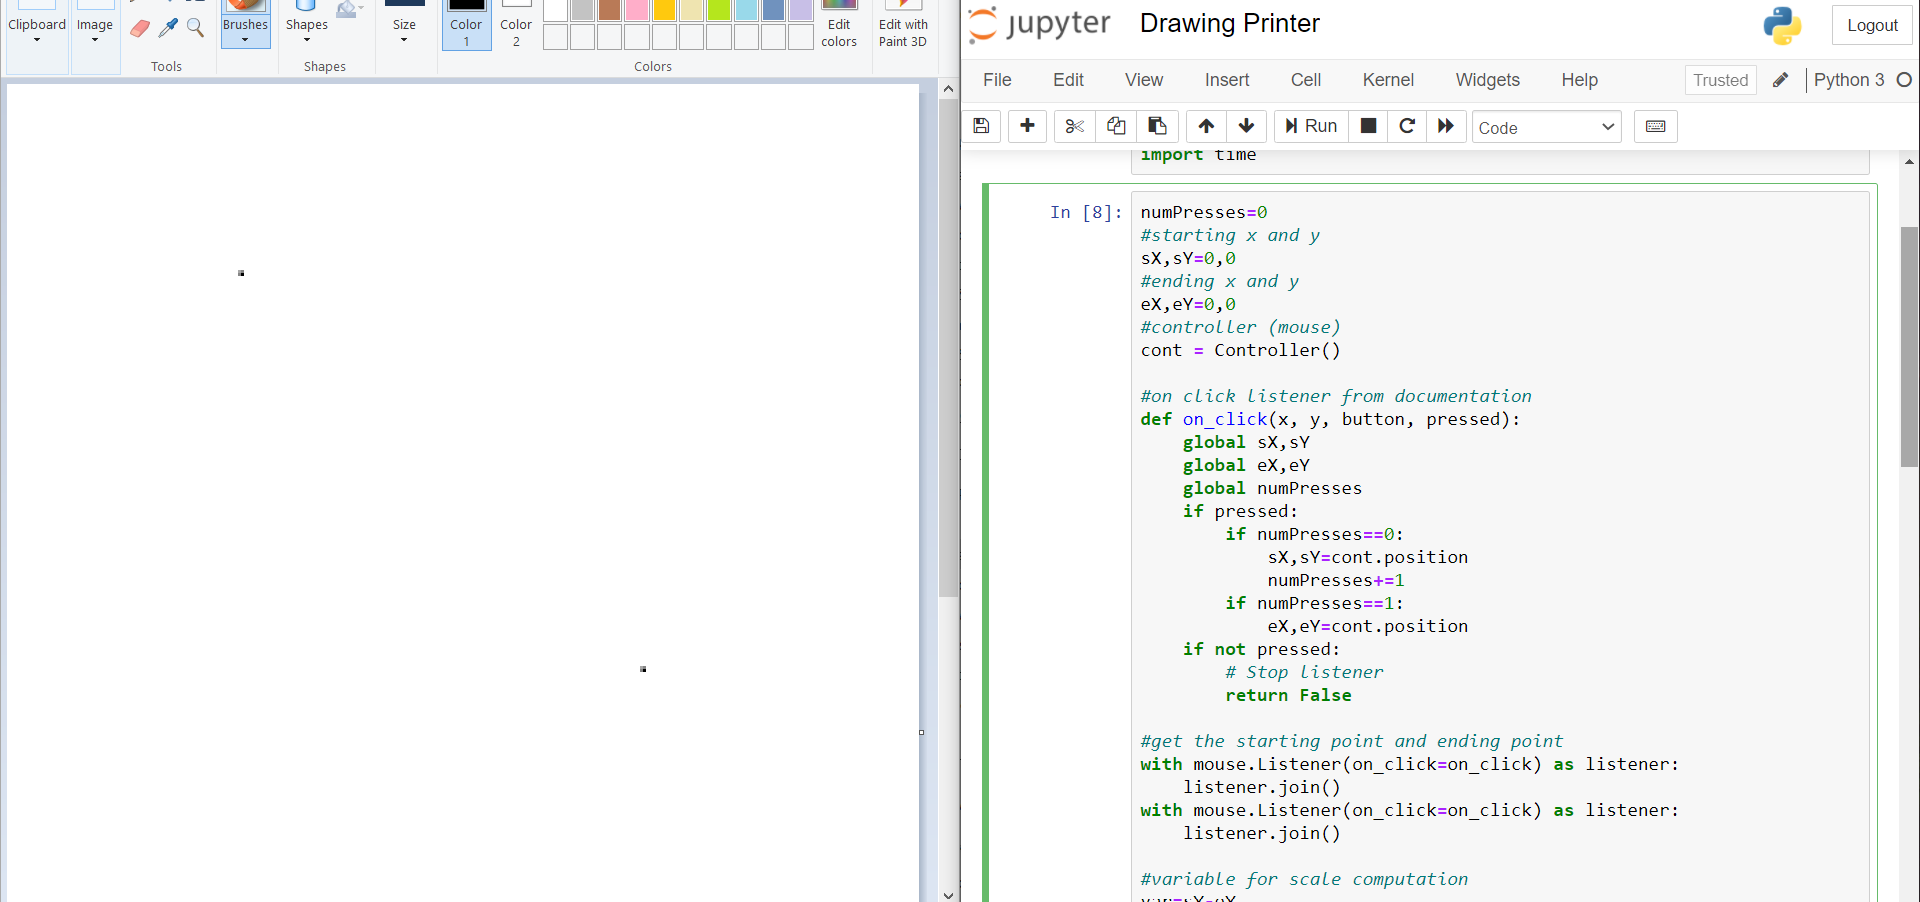 Clipboard
Image
Tools
Brushes
Shapes
Shapes
Size
Color
1
Color
2
Colors
Edit
colors
Edit with
Paint 3D
jupyter Drawing Printer
Logout
File Edit View Insert Cell Kernel Widgets Help
Trusted
Python 3
Run
Code
import time
In [8]:
numPresses=0
#starting x and y
sX,sY=0,0
#ending x and y
eX,eY=0,0
#controller (mouse)
cont = Controller()
#on click listener from documentation
def on_click(x, y, button, pressed):
    global sX,sY
    global eX,eY
    global numPresses
    if pressed:
        if numPresses==0:
            sX,sY=cont.position
            numPresses+=1
        if numPresses==1:
            eX,eY=cont.position
    if not pressed:
        # Stop listener
        return False
#get the starting point and ending point
with mouse.Listener(on_click=on_click) as listener:
    listener.join()
with mouse.Listener(on_click=on_click) as listener:
    listener.join()
#variable for scale computation